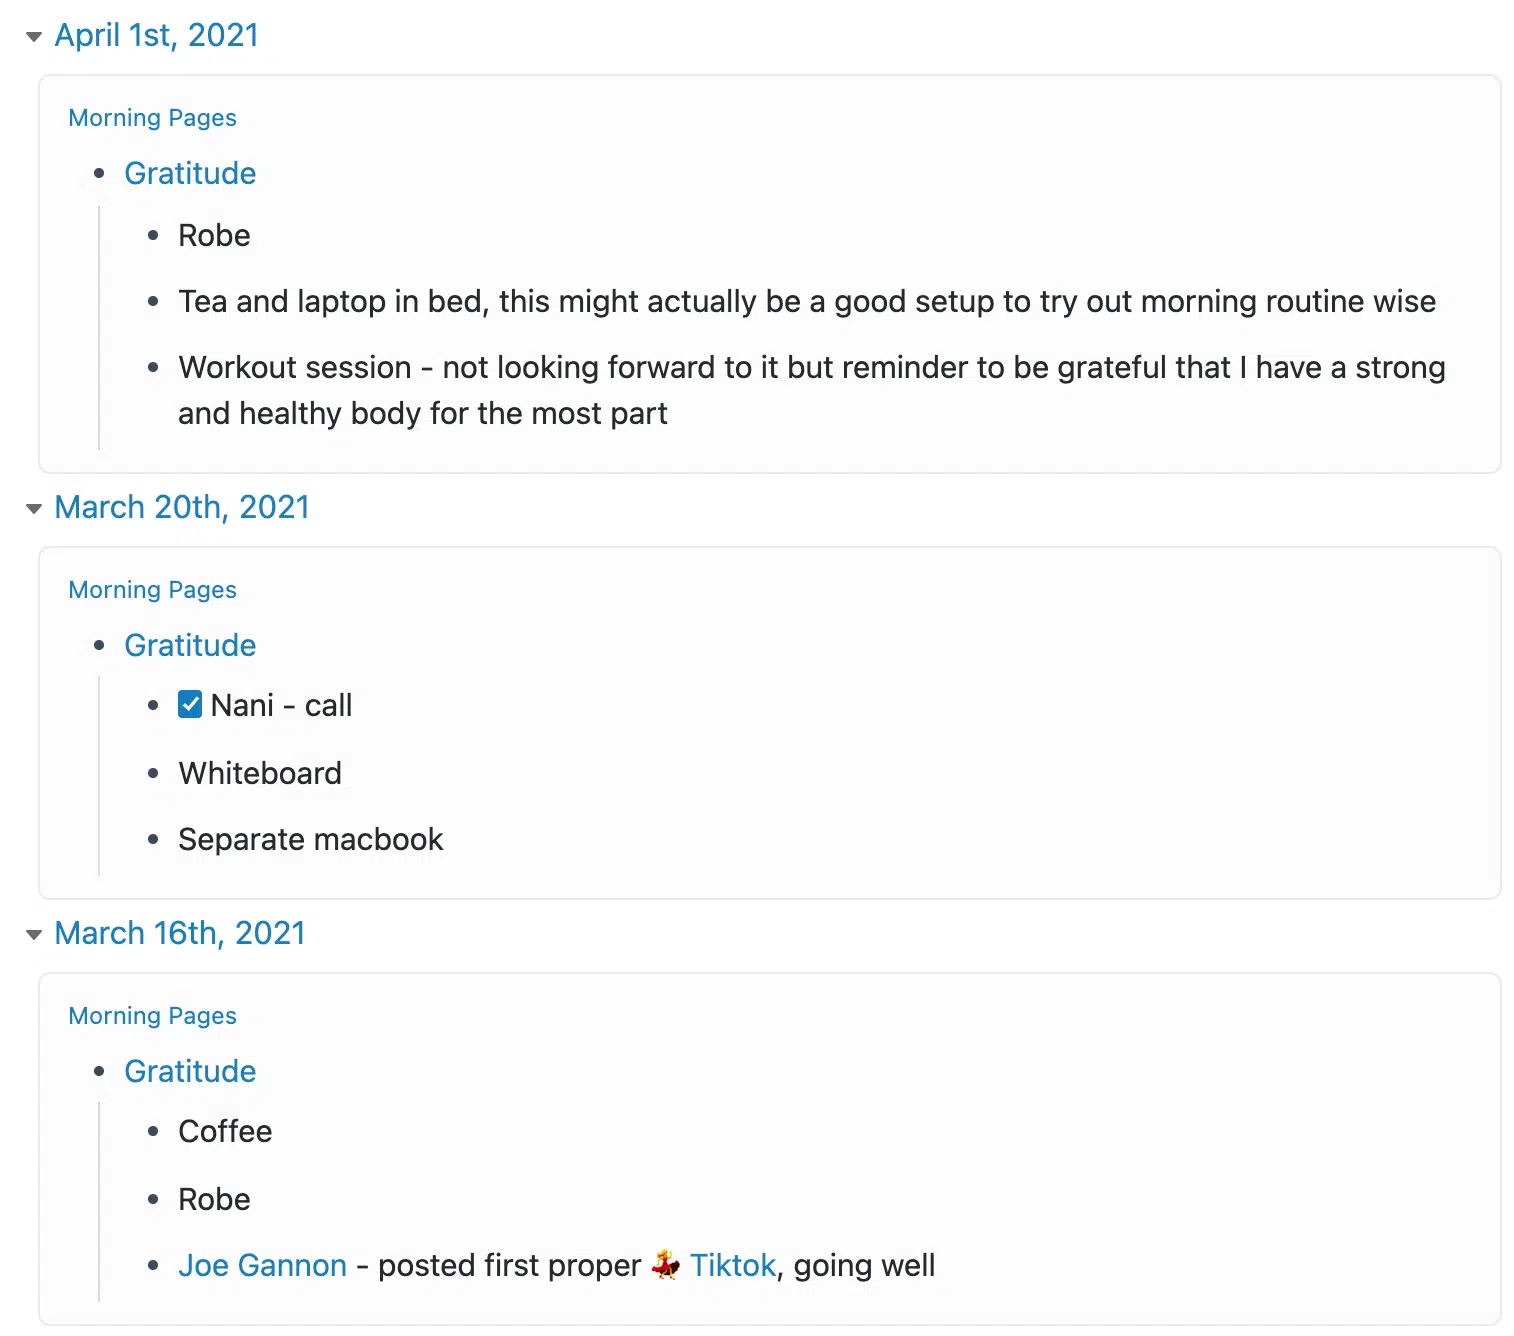 April 1st, 2021
Morning Pages
Gratitude
Robe
Tea and laptop in bed, this might actually be a good setup to try out morning routine wise
Workout session - not looking forward to it but reminder to be grateful that I have a strong
and healthy body for the most part
March 20th, 2021
Morning Pages
Gratitude
Nani - call
Whiteboard
Separate macbook
March 16th, 2021
Morning Pages
Gratitude
Coffee
Robe
Joe Gannon - posted first proper 💃 Tiktok, going well